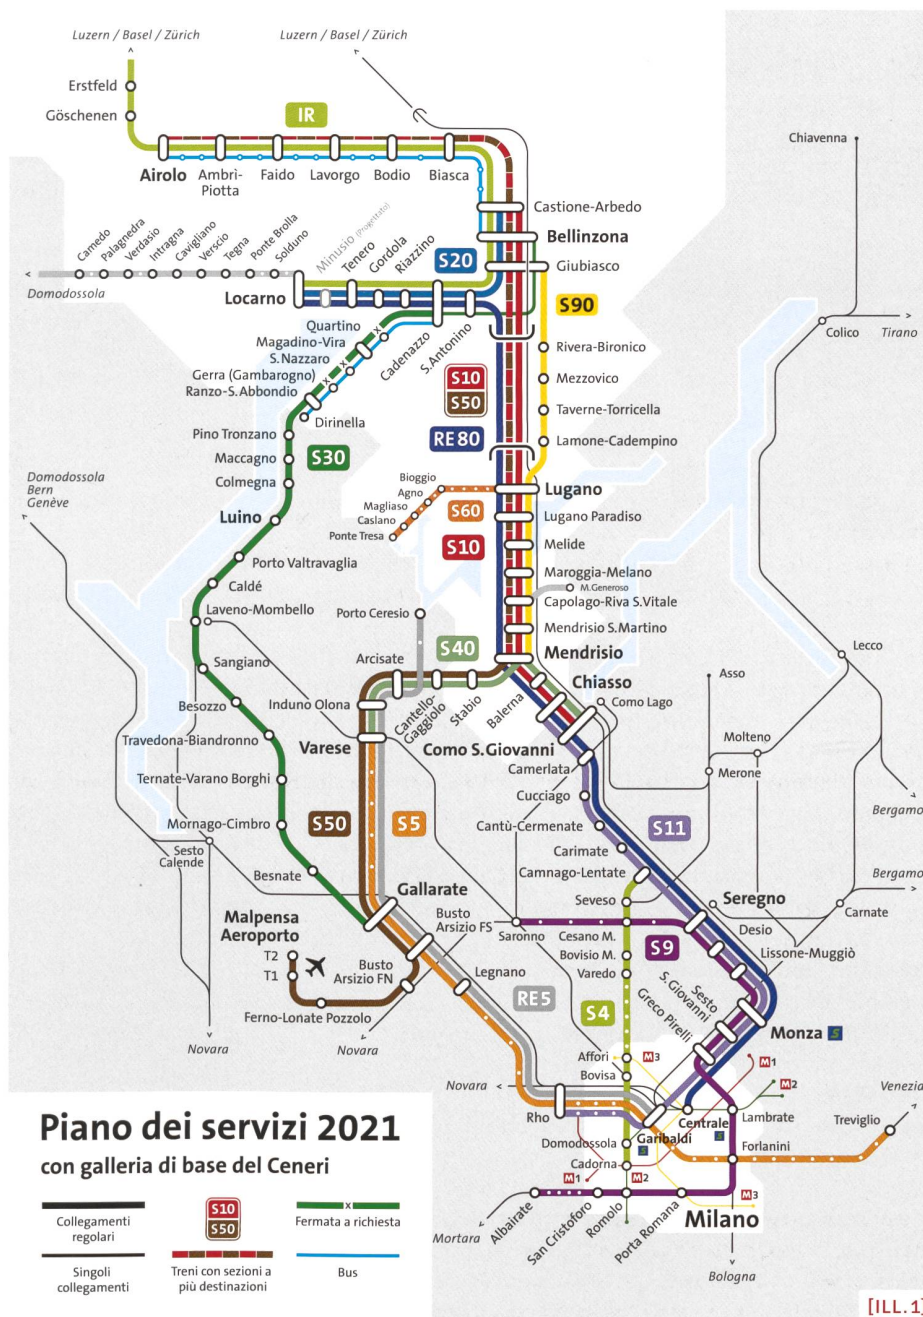 Luzern / Basel / Zürich
Luzern / Basel / Zürich
Erstfeld
Göschenen
IR
Chiavenna
Airolo
Ambrì-
Piotta
Faido
Lavorgo
Bodio
Biasca
Castione-Arbedo
Bellinzona
Giubiasco
Camedo
Palagnedra
Verdasio
Intragna
Cavigliano
Verscio
Tegna
Ponte Brolla
Solduno
Minusio (Progettato)
Tenero
Gordola
Riazzino
S20
Domodossola
Locarno
S90
Colico
Tirano
Quartino
Magadino-Vira
S.Nazzaro
Gerra (Gambarogno)
Ranzo-S.Abbondio
Cadenazzo
S.Antonino
Dirinella
Rivera-Bironico
Mezzovico
Taverne-Torricella
Lamone-Cadempino
S10
S50
RE80
Pino Tronzano
Maccagno
Colmegna
S30
Luino
Domodossola
Bern
Genève
Bioggio
Agno
Magliaso
Caslano
Ponte Tresa
S60
Lugano
Lugano Paradiso
S10
Melide
Maroggia-Melano
M.Generoso
Capolago-Riva S.Vitale
Mendrisio S.Martino
Mendrisio
Porto Valtravaglia
Caldé
Laveno-Mombello
Porto Ceresio
S40
Arcisate
Sangiano
Besozzo
Induno Olona
Cantello-
Gaggiolo
Stabio
Balerna
Chiasso
Como Lago
Asso
Lecco
Travedona-Biandronno
Varese
Como S.Giovanni
Molteno
Merone
Ternate-Varano Borghi
Camerlata
Cucciago
Bergamo
Mornago-Cimbro
S50
S5
Cantù-Cermenate
S11
Sesto
Calende
Carimate
Besnate
Camnago-Lentate
Bergamo
Gallarate
Seveso
Seregno
Carnate
Malpensa
Aeroporto
Busto
Arsizio FS
Saronno
Cesano M.
Desio
S9
Lissone-Muggiò
T2
T1
Busto
Arsizio FN
Legnano
Bovisio M.
Varedo
Ferno-Lonate Pozzolo
RE5
S4
Sesto
S.Giovanni
Greco Pirelli
Monza S
Novara
Novara
Affori
M3
Bovisa
M1
M2
Novara
Venezia
Rho
Centrale
S
Lambrate
Treviglio
Garibaldi
S
Domodossola
Forlanini
Cadorna
M1
M2
M3
Mortara
Albairate
San Cristoforo
Romolo
Porta Romana
Milano
Bologna
Piano dei servizi 2021
con galleria di base del Ceneri
Collegamenti
regolari
S10
S50
Fermata a richiesta
Singoli
collegamenti
Treni con sezioni a
più destinazioni
Bus
[ILL.1]